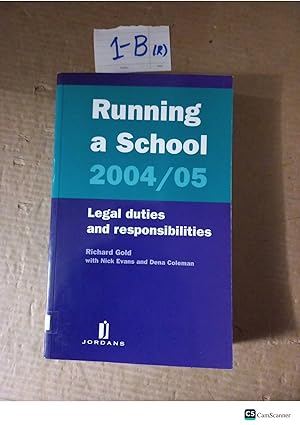 1-B (R)
Running
a School
2004/05
Legal duties
and responsibilities
Richard Gold
with Nick Evans and Dena Coleman
JORDANS
CS CamScanner